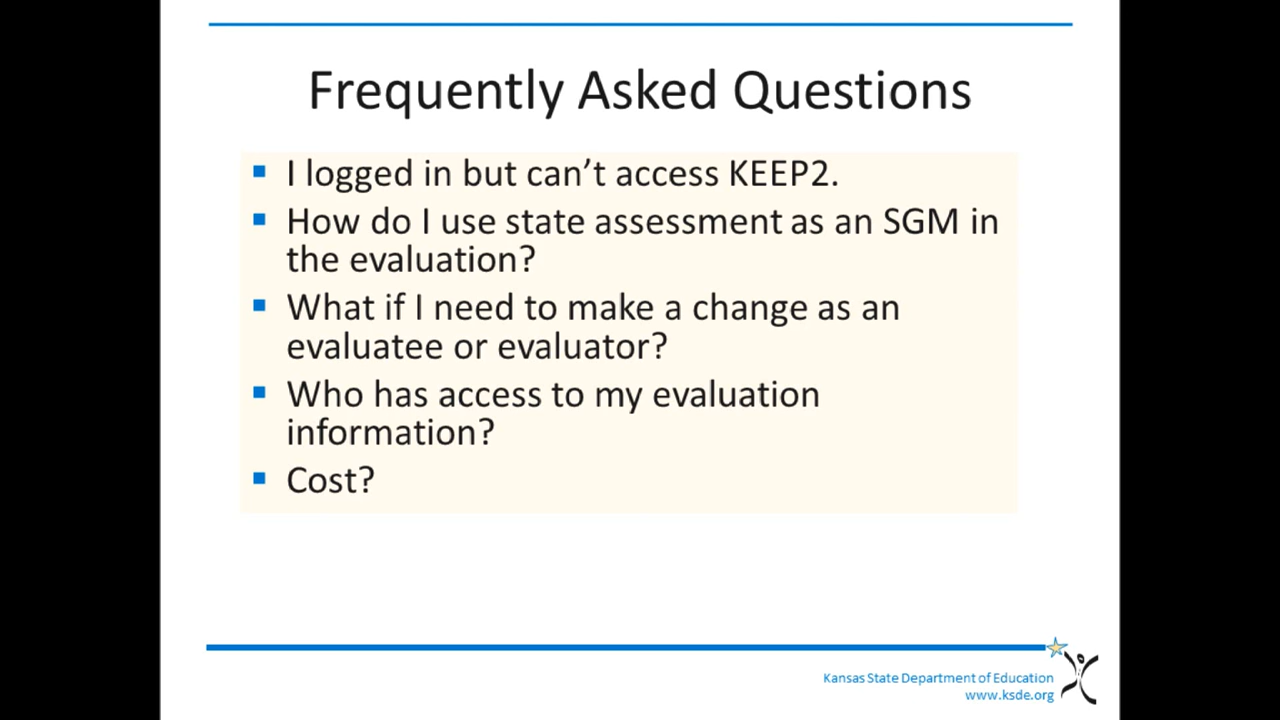 Frequently Asked Questions
I logged in but can’t access KEEP2.
How do I use state assessment as an SGM in
the evaluation?
What if I need to make a change as an
evaluatee or evaluator?
Who has access to my evaluation
information?
Cost?
Kansas State Department of Education
www.ksde.org